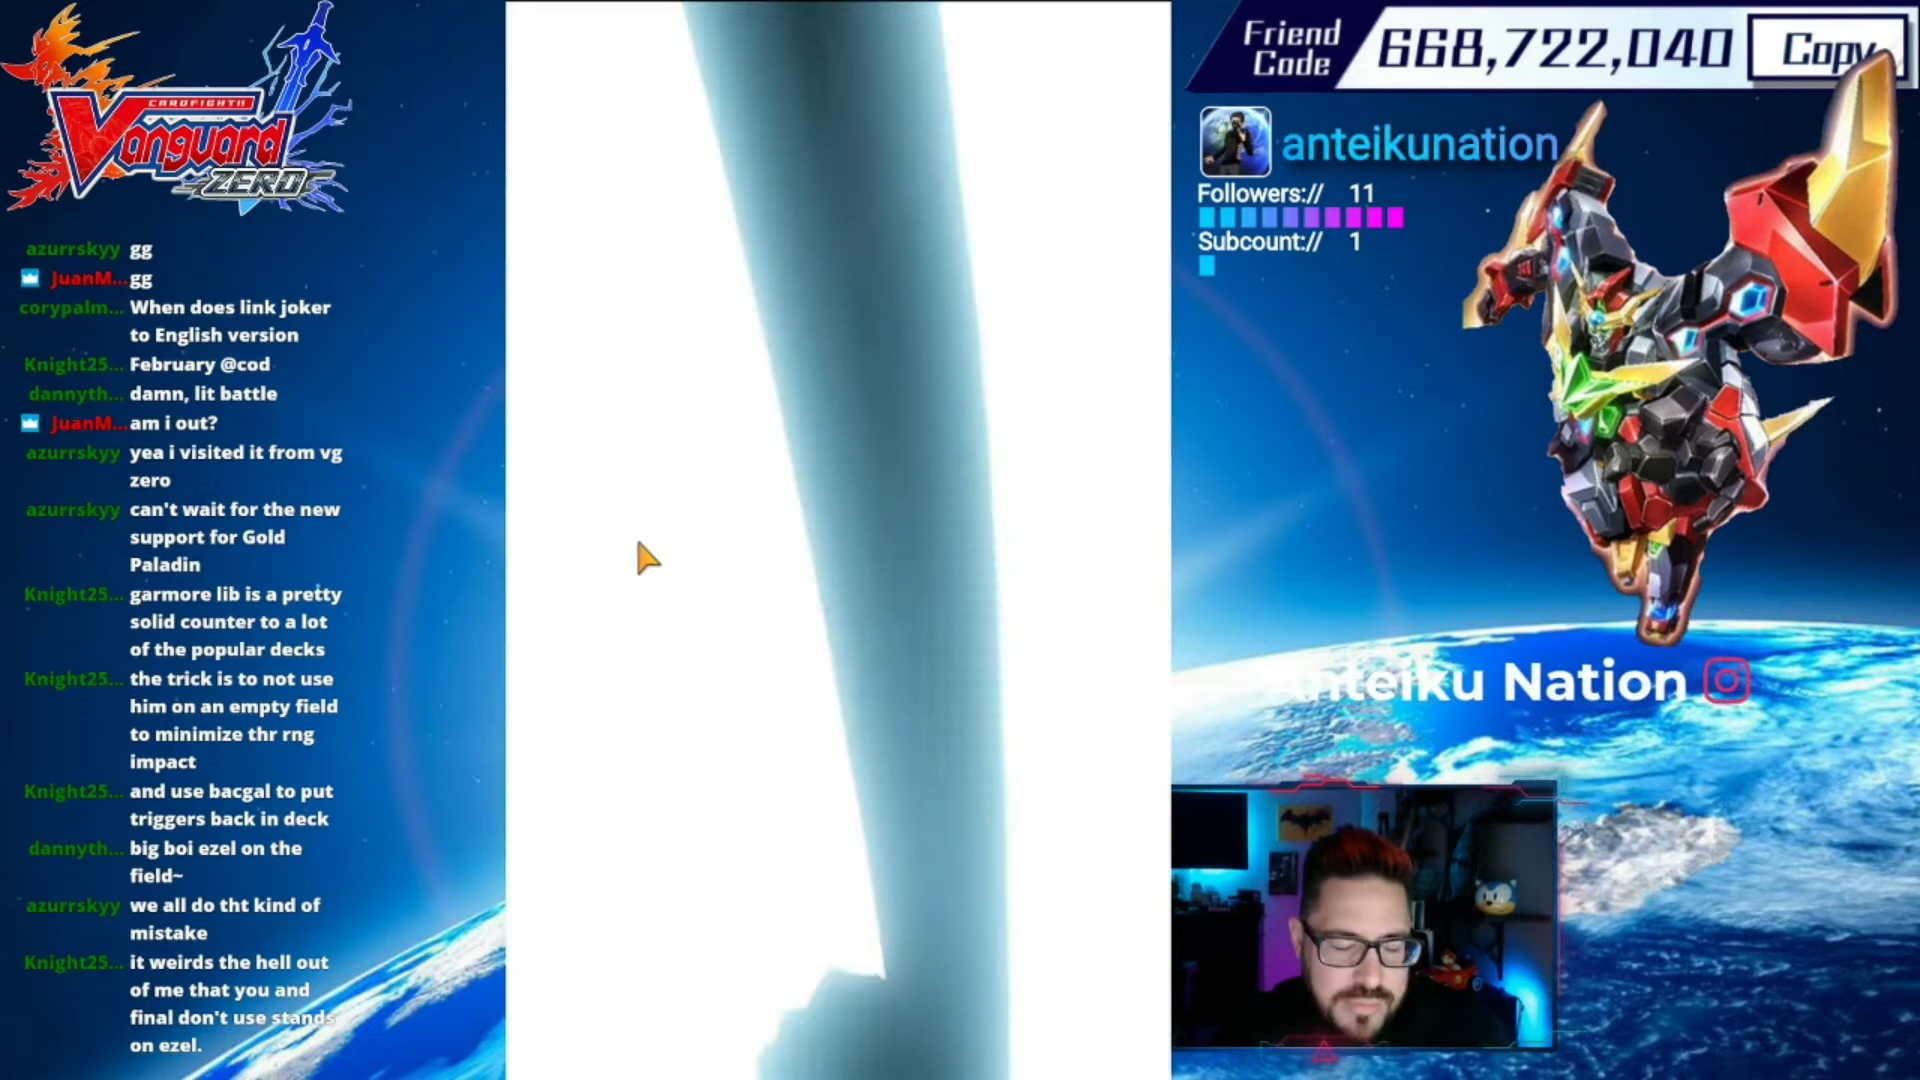 CARDFIGHT!!
Vanguard
ZERO
azurrskyy gg
JuanM... gg
corypalm... When does link joker
to English version
Knight25... February @cod
dannyth... damn, lit battle
JuanM... am i out?
azurrskyy yea i visited it from vg
zero
azurrskyy can't wait for the new
support for Gold
Paladin
Knight25... garmore lib is a pretty
solid counter to a lot
of the popular decks
Knight25... the trick is to not use
him on an empty field
to minimize thr rng
impact
Knight25... and use bacgal to put
triggers back in deck
dannyth... big boi ezel on the
field~
azurrskyy we all do tht kind of
mistake
Knight25... it weirds the hell out
of me that you and
final don't use stands
on ezel.
Friend
Code
668,722,040
Copy
anteikunation
Followers:// 11
Subcount:// 1
Anteiku Nation